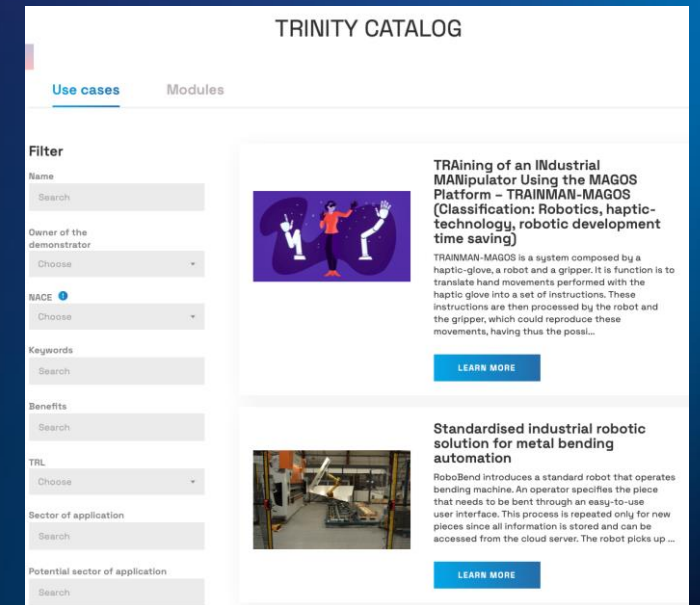 TRINITY CATALOG
Use cases
Modules
Filter
Name
Search
Owner of the
demonstrator
Choose
NACE
Choose
Keywords
Search
Benefits
Search
TRL
Choose
Sector of application
Search
Potential sector of application
Search
TRAining of an INdustrial
MANipulator Using the MAGOS
Platform – TRAINMAN-MAGOS
(Classification: Robotics, haptic-
technology, robotic development
time saving)
TRAINMAN-MAGOS is a system composed by a
haptic-glove, a robot and a gripper. It is function is to
translate hand movements performed with the
haptic glove into a set of instructions. These
instructions are then processed by the robot and
the gripper, which could reproduce these
movements, having thus the possi...
LEARN MORE
Standardised industrial robotic
solution for metal bending
automation
RoboBend introduces a standard robot that operates
bending machine. An operator specifies the piece
that needs to be bent through an easy-to-use
user interface. This process is repeated only for new
pieces since all information is stored and can be
accessed from the cloud server. The robot picks up ...
LEARN MORE